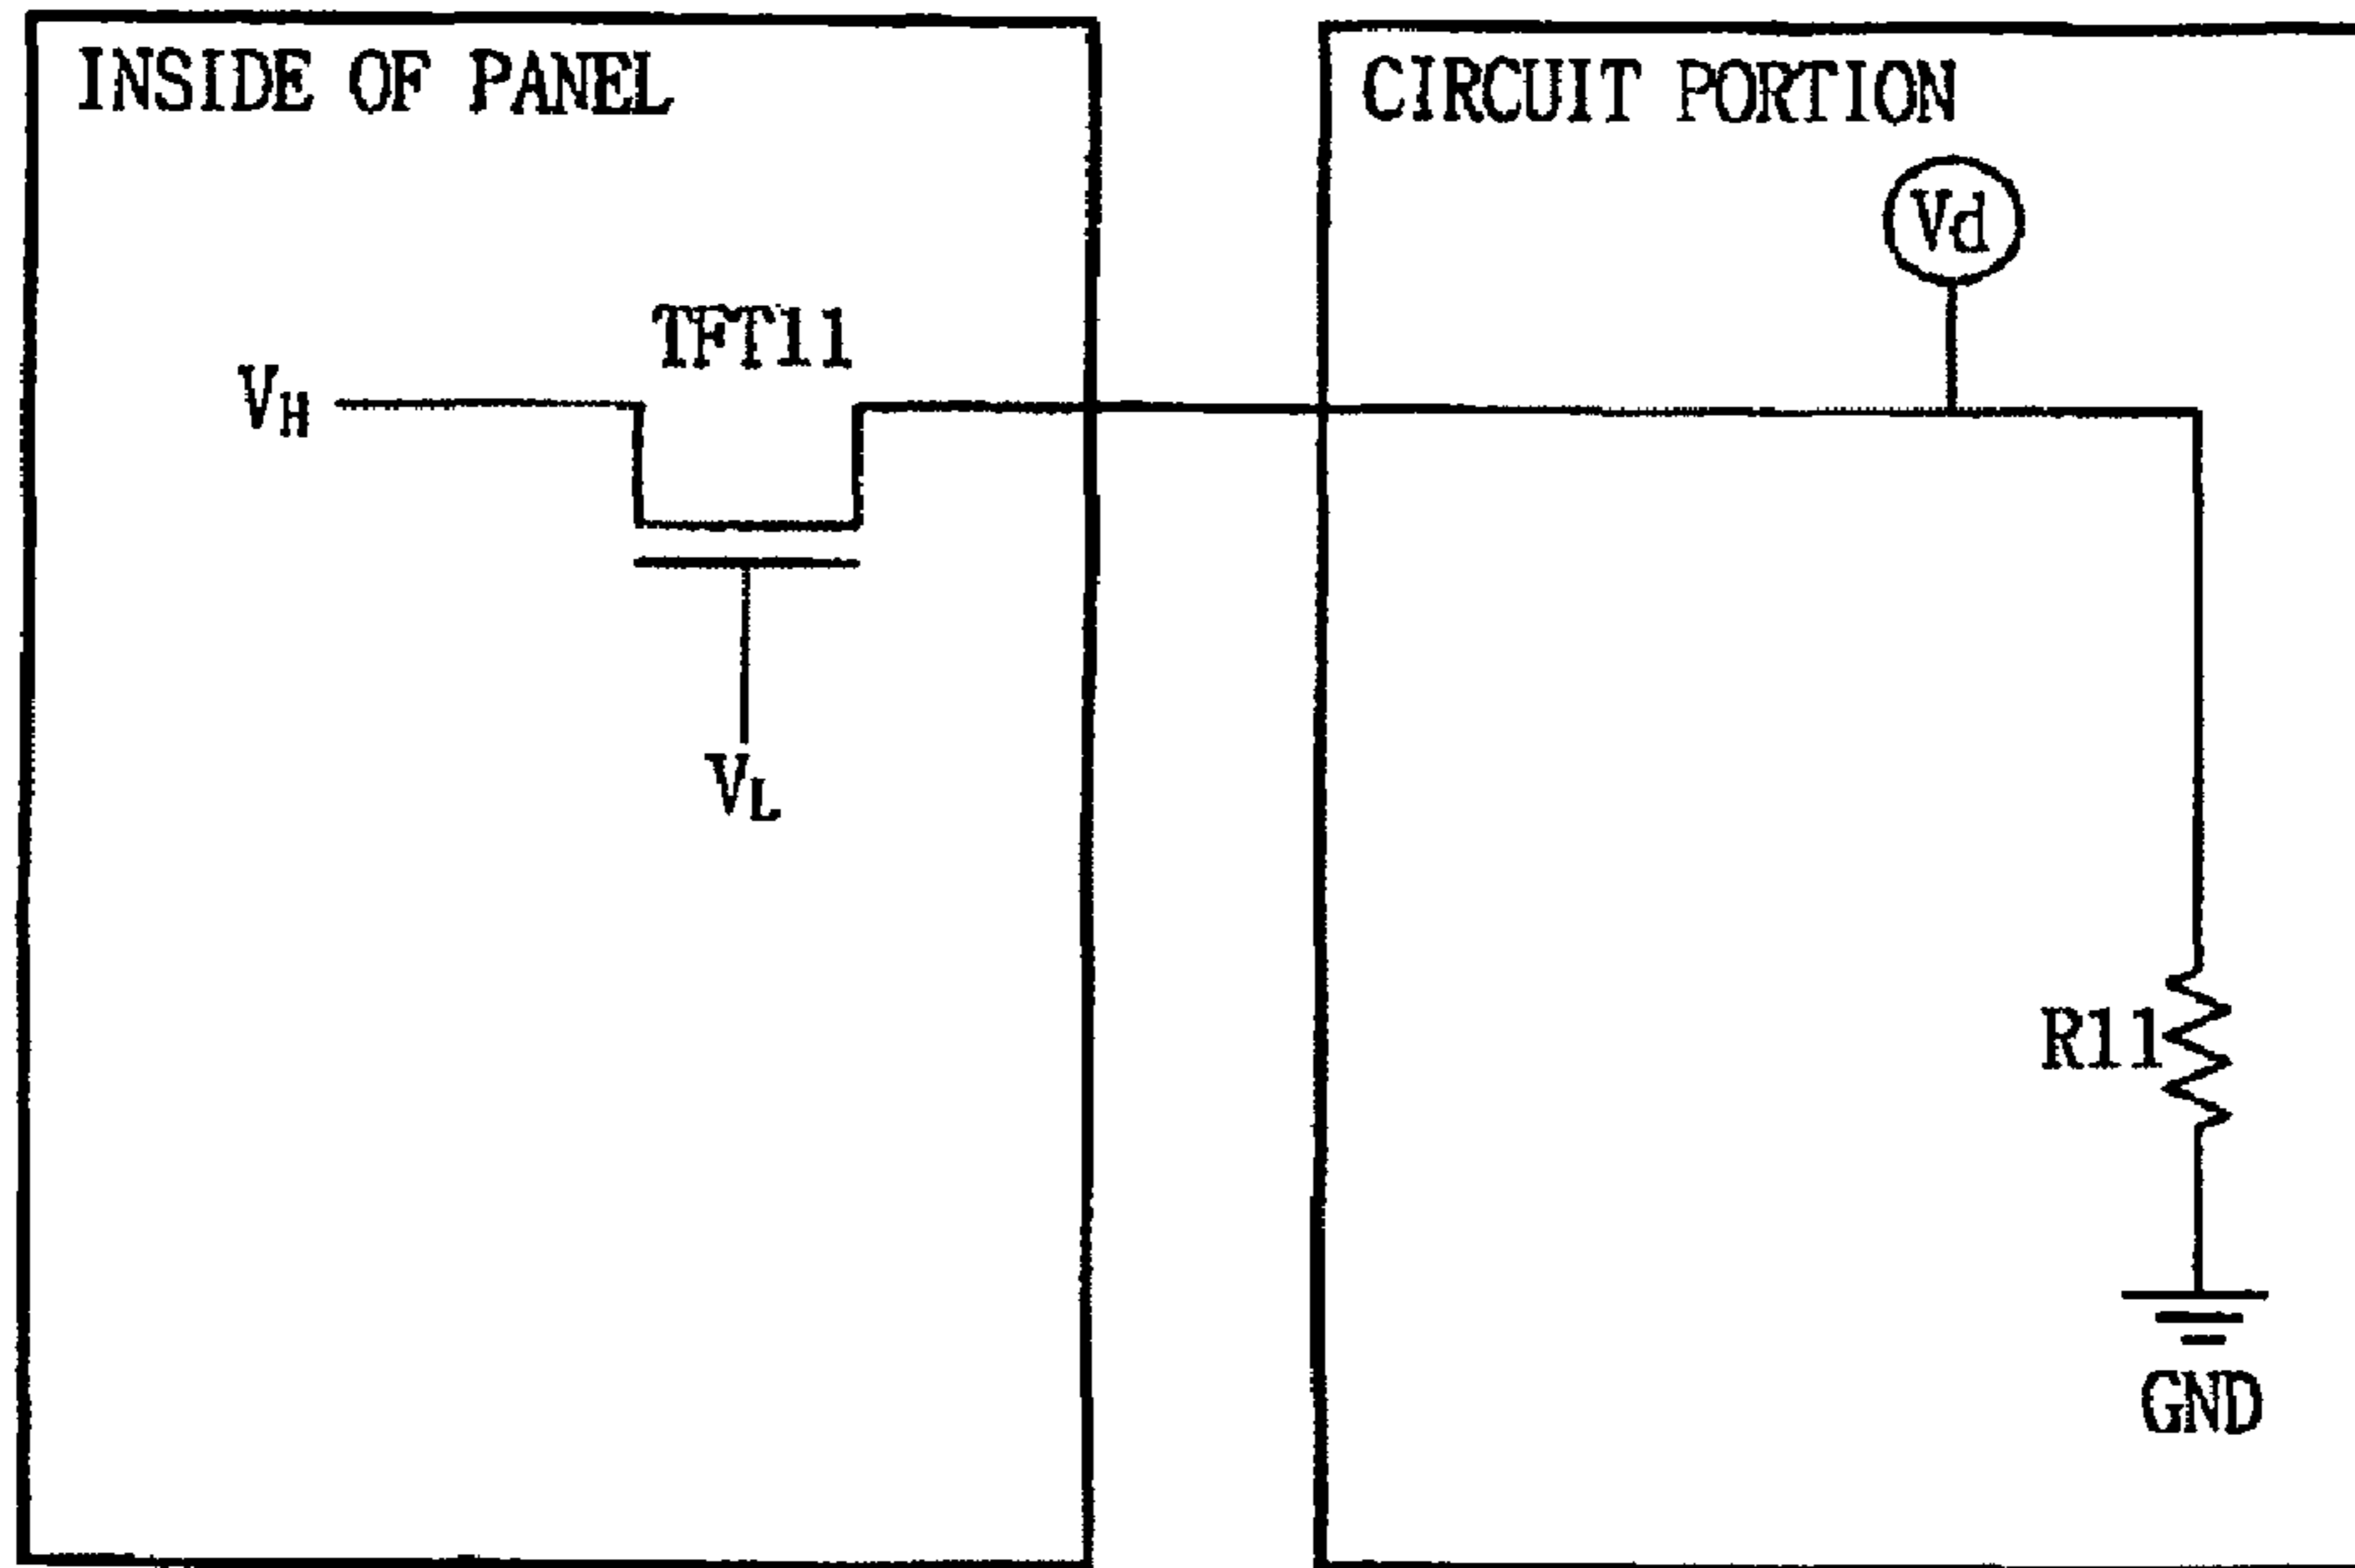 INSIDE OF PANEL
CIRCUIT PORTION
Vd
TFT11
VH
VL
R11
GND